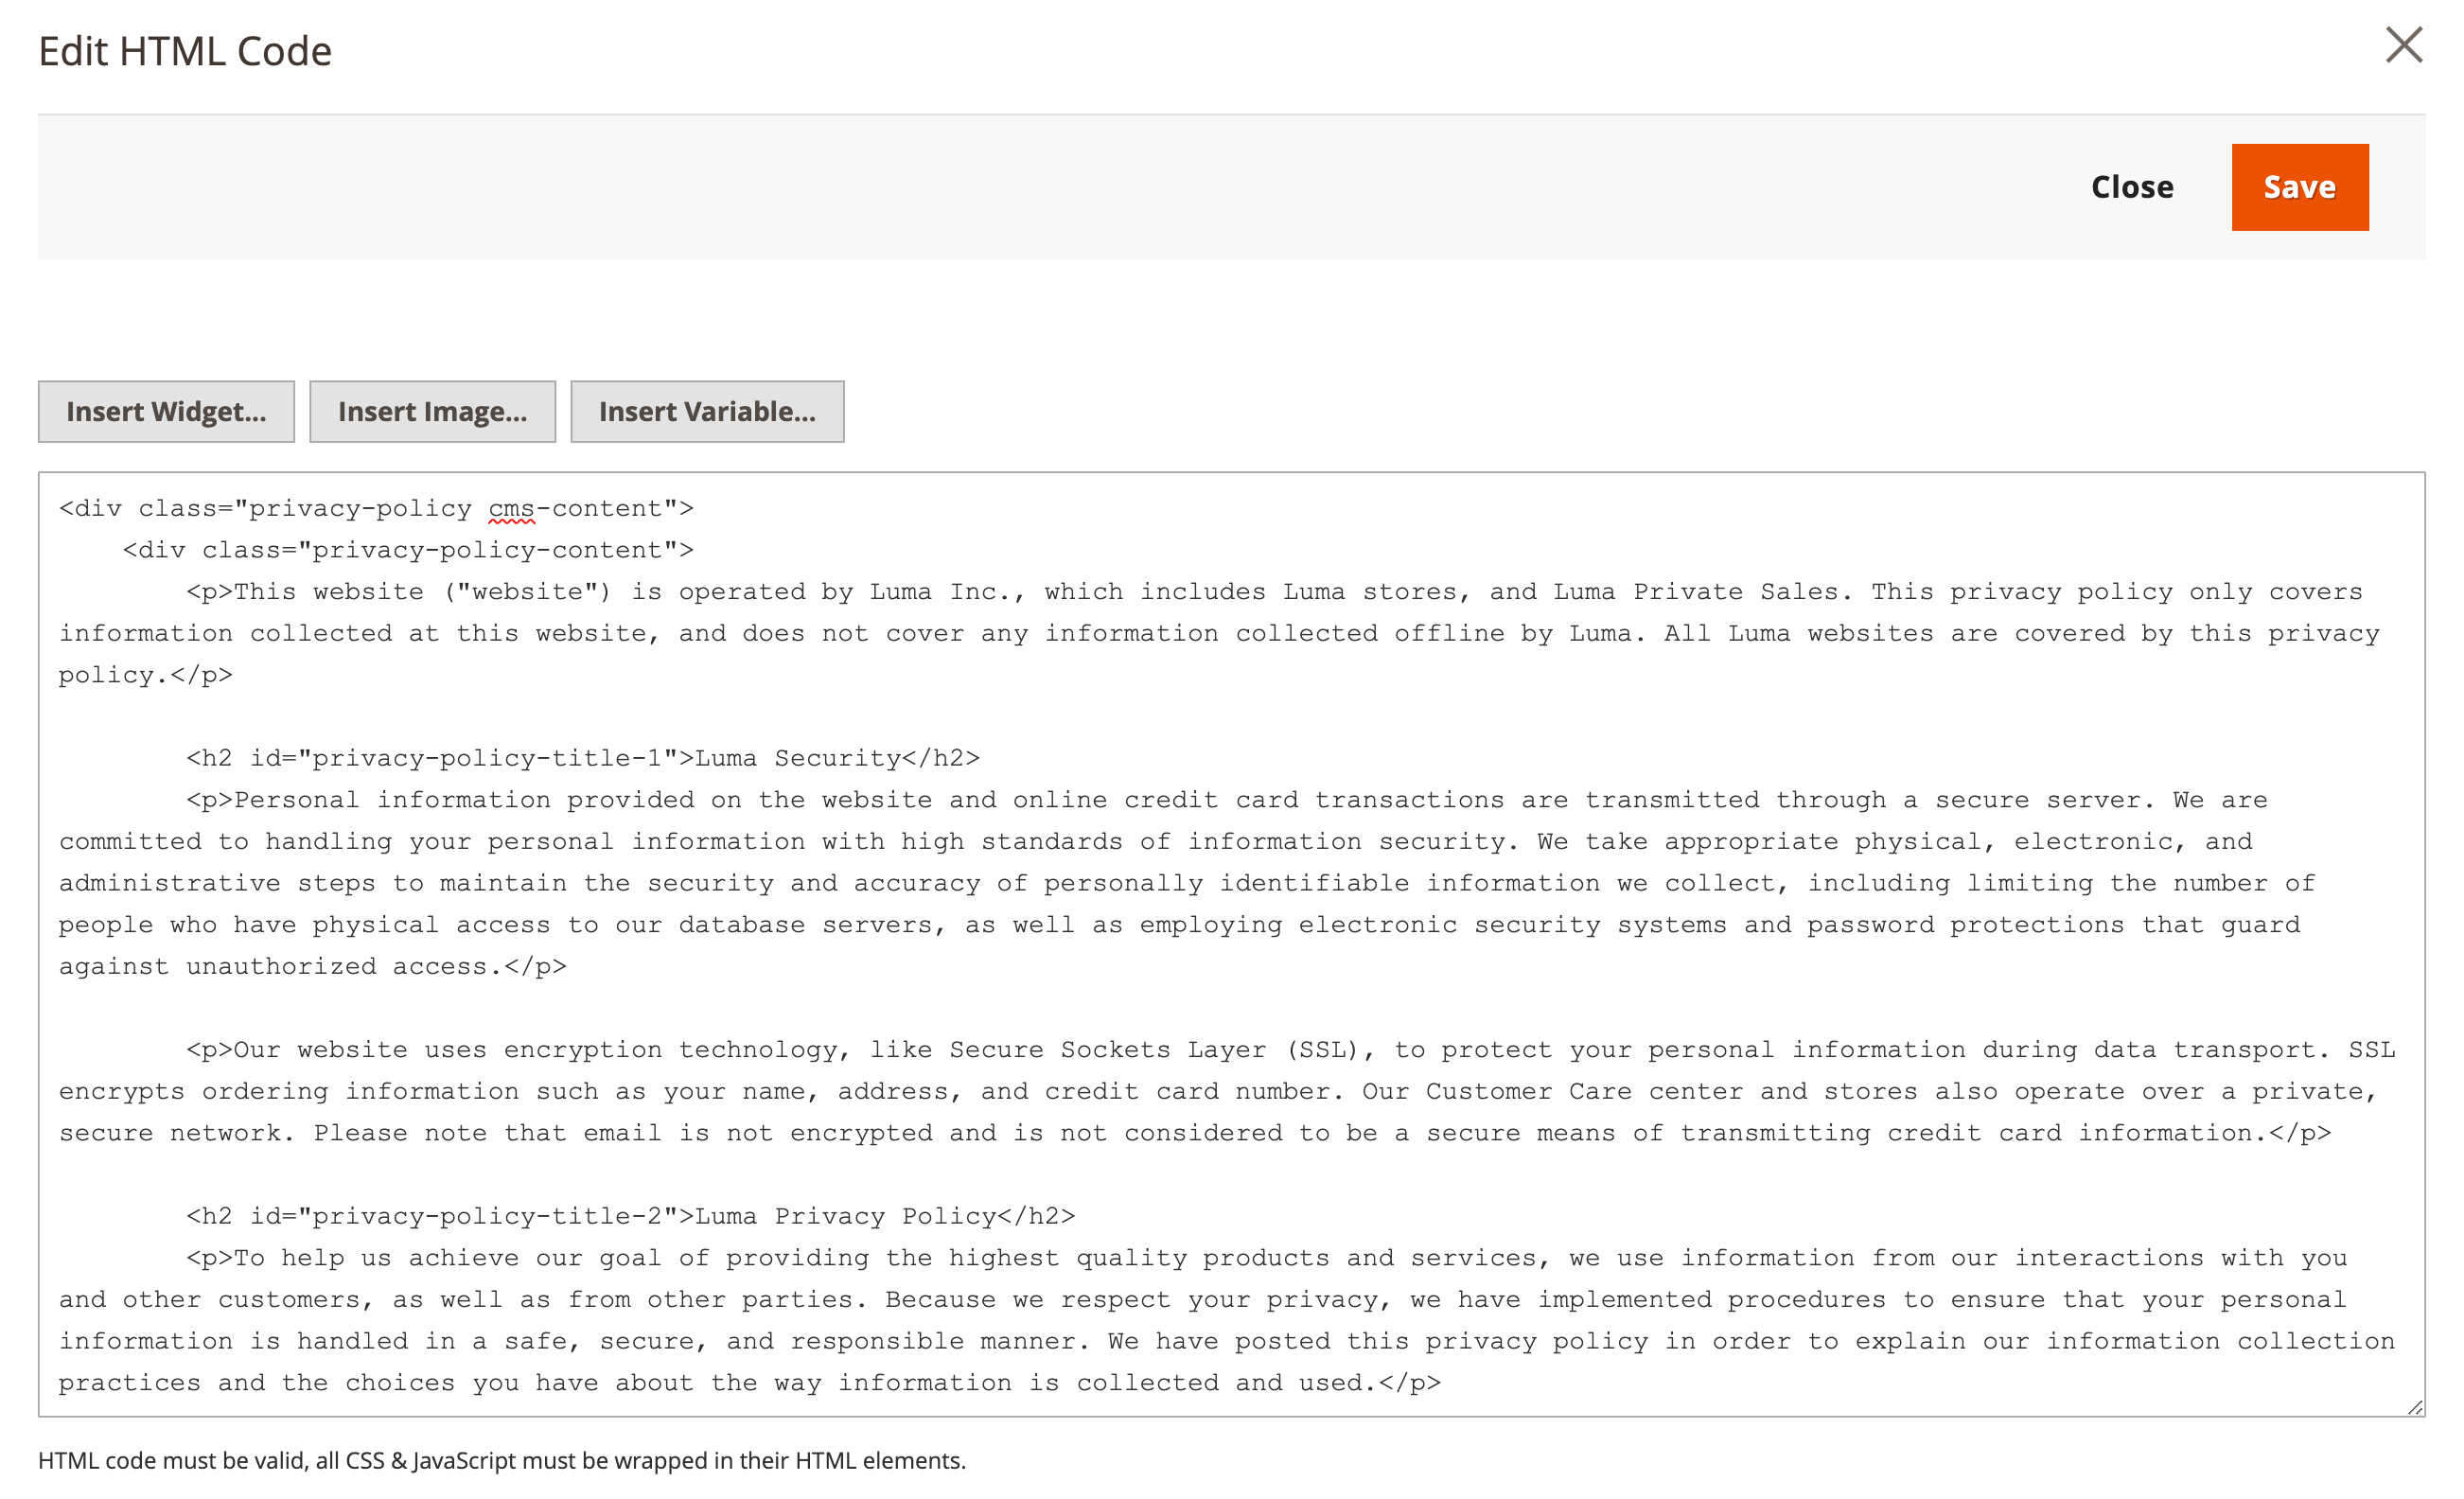 Edit HTML Code
Close
Save
Insert Widget...
Insert Image...
Insert Variable...
<div class="privacy-policy cms-content">
    <div class="privacy-policy-content">
        <p>This website ("website") is operated by Luma Inc., which includes Luma stores, and Luma Private Sales. This privacy policy only covers
information collected at this website, and does not cover any information collected offline by Luma. All Luma websites are covered by this privacy
policy.</p>

        <h2 id="privacy-policy-title-1">Luma Security</h2>
        <p>Personal information provided on the website and online credit card transactions are transmitted through a secure server. We are
committed to handling your personal information with high standards of information security. We take appropriate physical, electronic, and
administrative steps to maintain the security and accuracy of personally identifiable information we collect, including limiting the number of
people who have physical access to our database servers, as well as employing electronic security systems and password protections that guard
against unauthorized access.</p>

        <p>Our website uses encryption technology, like Secure Sockets Layer (SSL), to protect your personal information during data transport. SSL
encrypts ordering information such as your name, address, and credit card number. Our Customer Care center and stores also operate over a private,
secure network. Please note that email is not encrypted and is not considered to be a secure means of transmitting credit card information.</p>

        <h2 id="privacy-policy-title-2">Luma Privacy Policy</h2>
        <p>To help us achieve our goal of providing the highest quality products and services, we use information from our interactions with you
and other customers, as well as from other parties. Because we respect your privacy, we have implemented procedures to ensure that your personal
information is handled in a safe, secure, and responsible manner. We have posted this privacy policy in order to explain our information collection
practices and the choices you have about the way information is collected and used.</p>
HTML code must be valid, all CSS & JavaScript must be wrapped in their HTML elements.